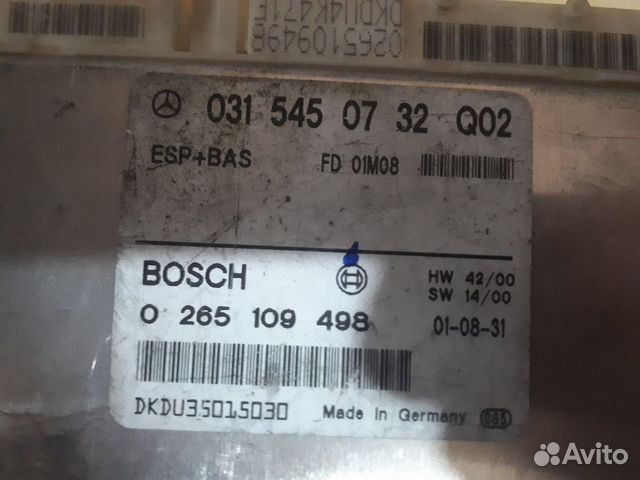 DKDU4K471E
0265109498
031 545 07 32 Q02
ESP+BAS FD 01M08
BOSCH HW 42/00
SW 14/00
0 265 109 498 01-08-31
DKDU35015030 Made in Germany 085
Avito